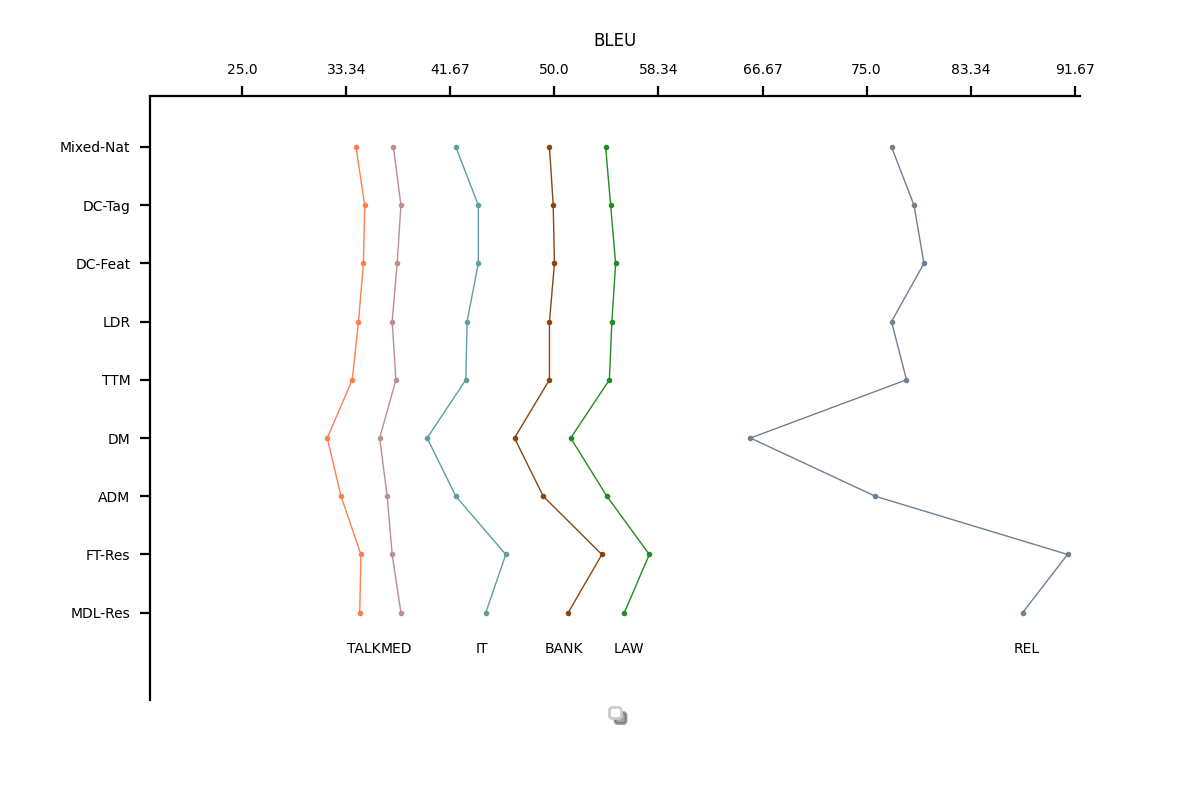 BLEU
25.0 33.34 41.67 50.0 58.34 66.67 75.0 83.34 91.67
Mixed-Nat
DC-Tag
DC-Feat
LDR
TTM
DM
ADM
FT-Res
MDL-Res
TALK MED IT BANK LAW REL